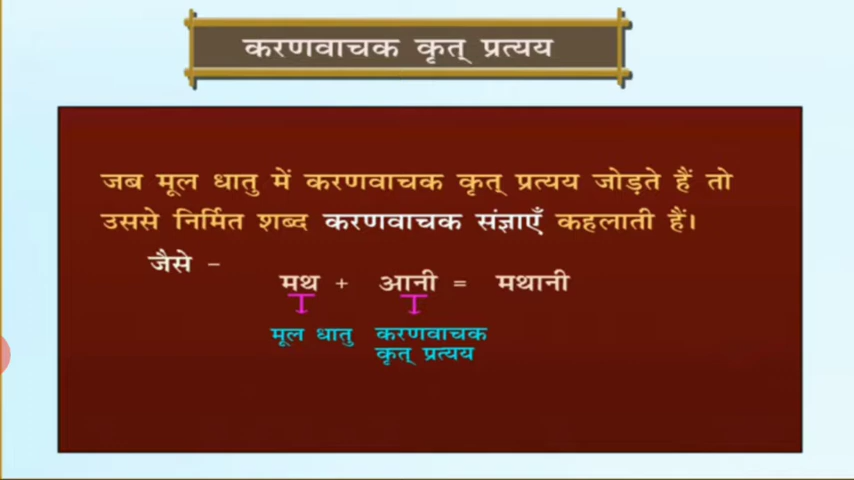 करणवाचक कृत् प्रत्यय
जब मूल धातु में करणवाचक कृत् प्रत्यय जोड़ते हैं तो
उससे निर्मित शब्द करणवाचक संज्ञाएँ कहलाती हैं।
जैसे -
मथ + आनी = मथानी
मूल धातु करणवाचक
कृत् प्रत्यय